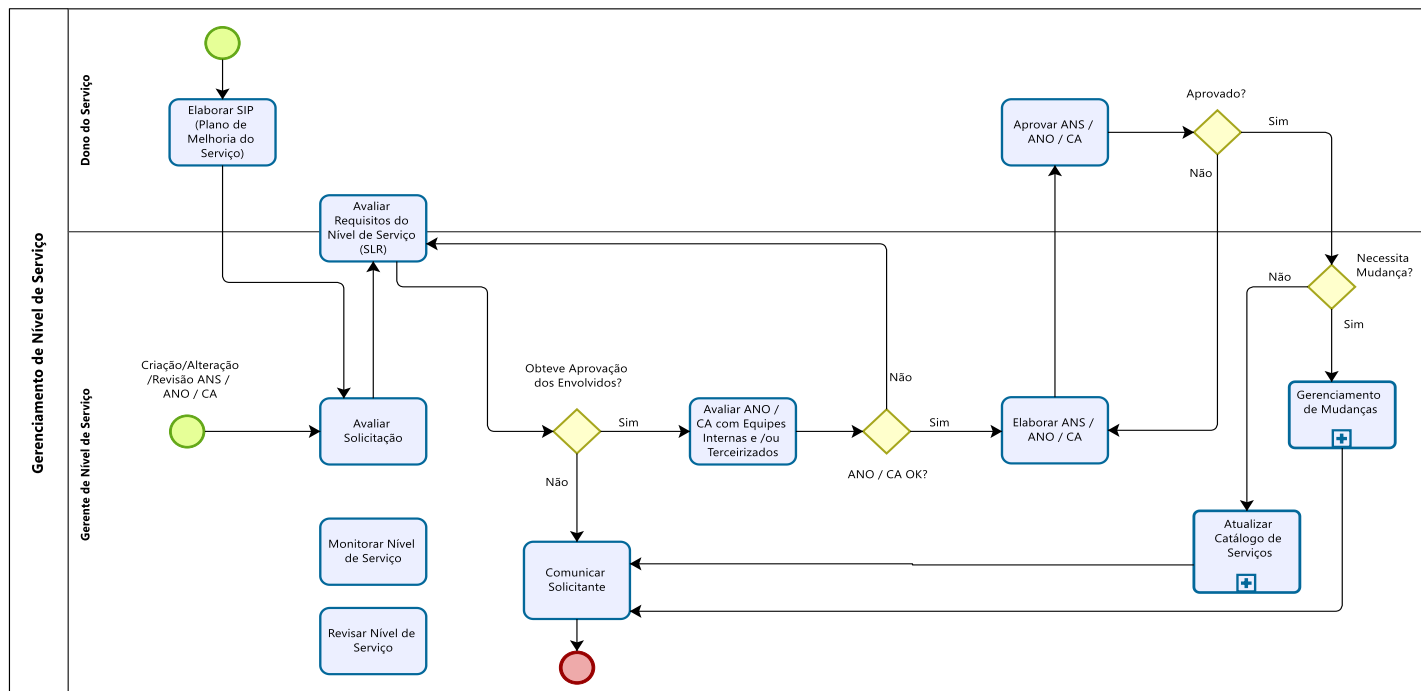 Gerenciamento de Nível de Serviço
Dono do Serviço
Elaborar SIP
(Plano de
Melhoria do
Serviço)
Avaliar
Requisitos do
Nível de Serviço
(SLR)
Aprovar ANS /
ANO / CA
Aprovado?
Sim
Não
Gerente de Nível de Serviço
Criação/Alteração
/Revisão ANS /
ANO / CA
Avaliar
Solicitação
Obteve Aprovação
dos Envolvidos?
Sim
Não
Avaliar ANO /
CA com Equipes
Internas e /ou
Terceirizados
Não
Sim
ANO / CA OK?
Elaborar ANS /
ANO / CA
Necessita
Mudança?
Não
Sim
Gerenciamento
de Mudanças
Atualizar
Catálogo de
Serviços
Monitorar Nível
de Serviço
Comunicar
Solicitante
Revisar Nível de
Serviço